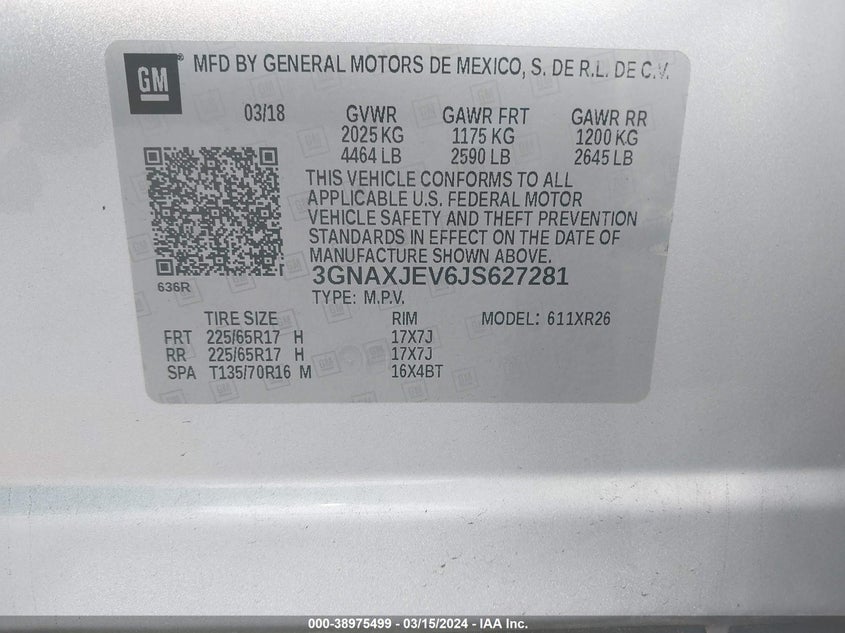 GM
MFD BY GENERAL MOTORS DE MEXICO, S. DE R.L. DE C.V.
03/18 GVWR GAWR FRT GAWR RR
2025 KG 1175 KG 1200 KG
4464 LB 2590 LB 2645 LB
THIS VEHICLE CONFORMS TO ALL
APPLICABLE U.S. FEDERAL MOTOR
VEHICLE SAFETY AND THEFT PREVENTION
STANDARDS IN EFFECT ON THE DATE OF
MANUFACTURE SHOWN ABOVE.
3GNAXJEV6JS627281
636R
TYPE: M.P.V.
TIRE SIZE RIM MODEL: 611XR26
FRT 225/65R17 H 17X7J
RR 225/65R17 H 17X7J
SPA T135/70R16 M 16X4BT
000-38975499 - 03/15/2024 - IAA Inc.